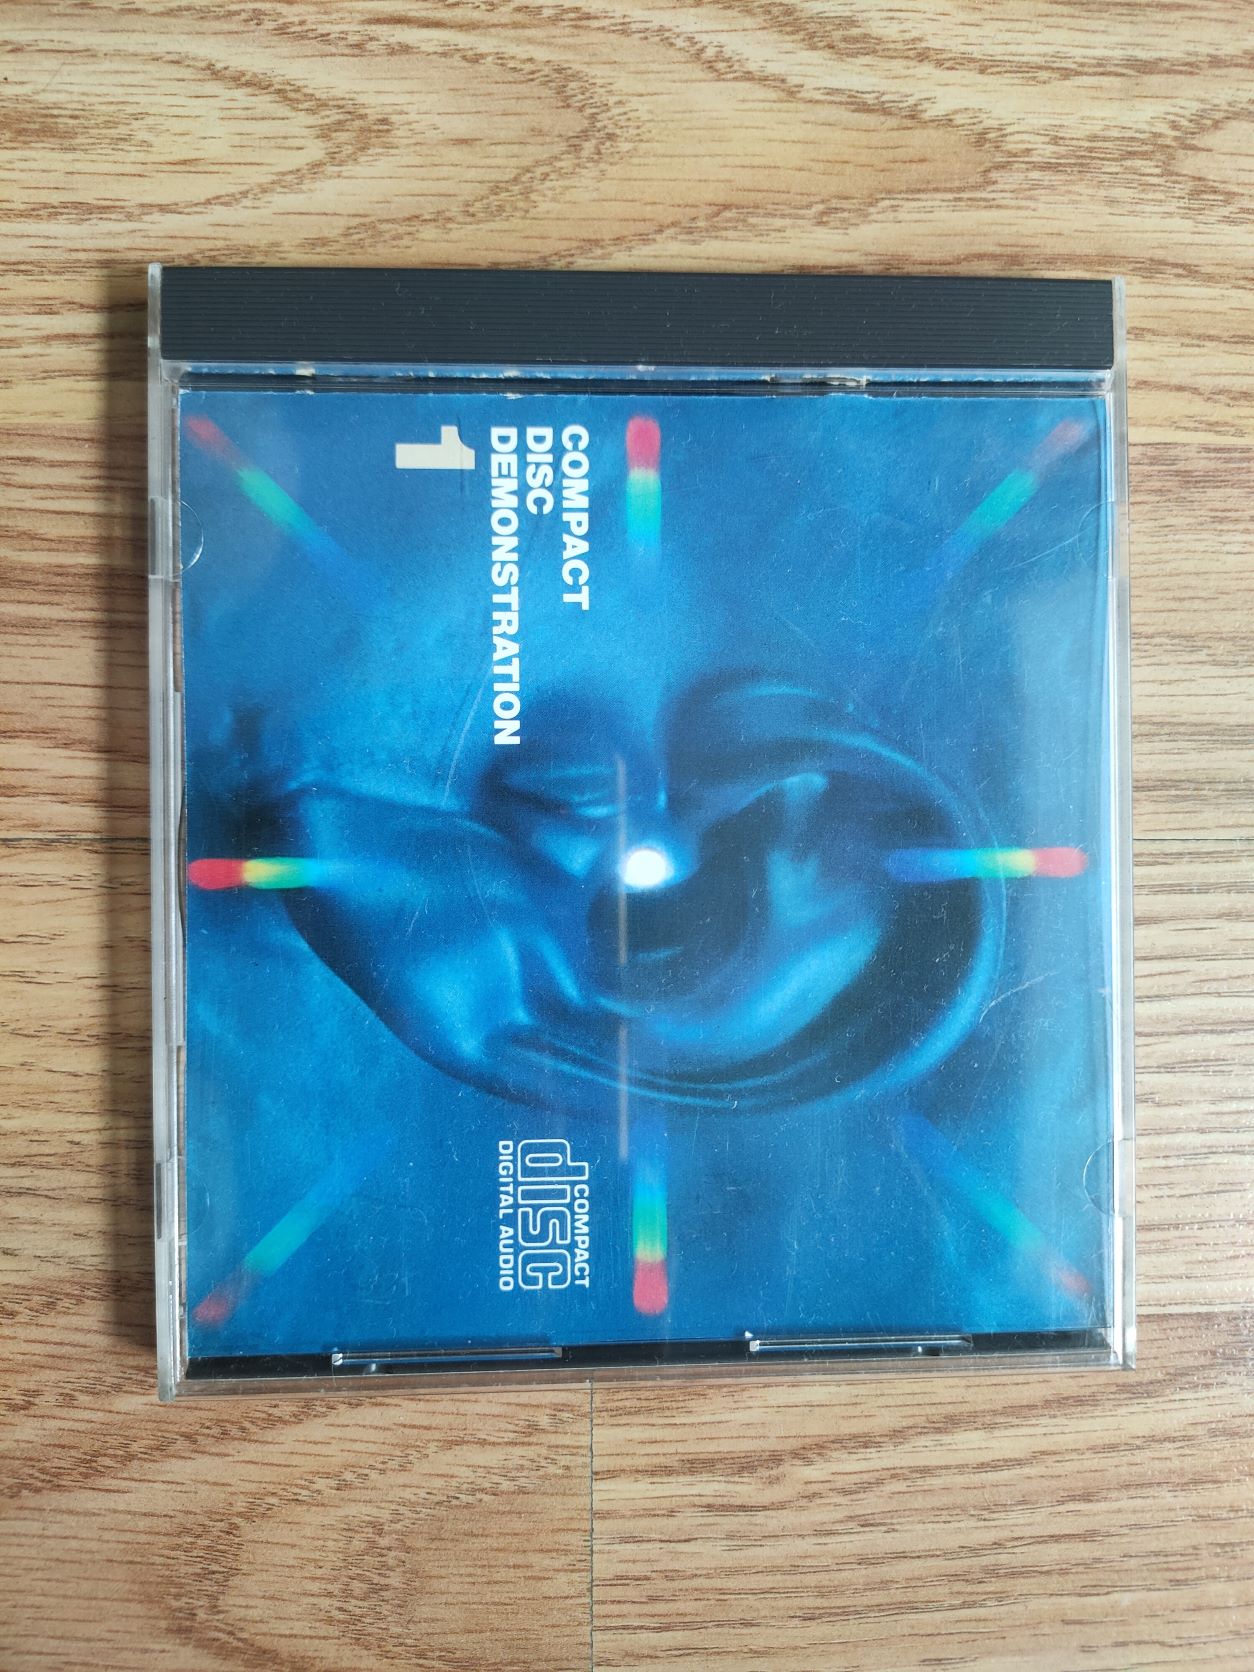 COMPACT
DISC
DEMONSTRATION
1
COMPACT
disc
DIGITAL AUDIO